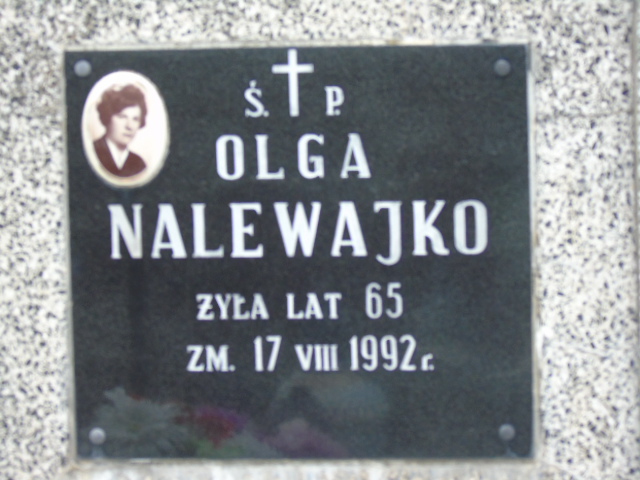 Ś. P.
OLGA
NALEWAJKO
ŻYŁA LAT 65
ZM. 17 VIII 1992 r.